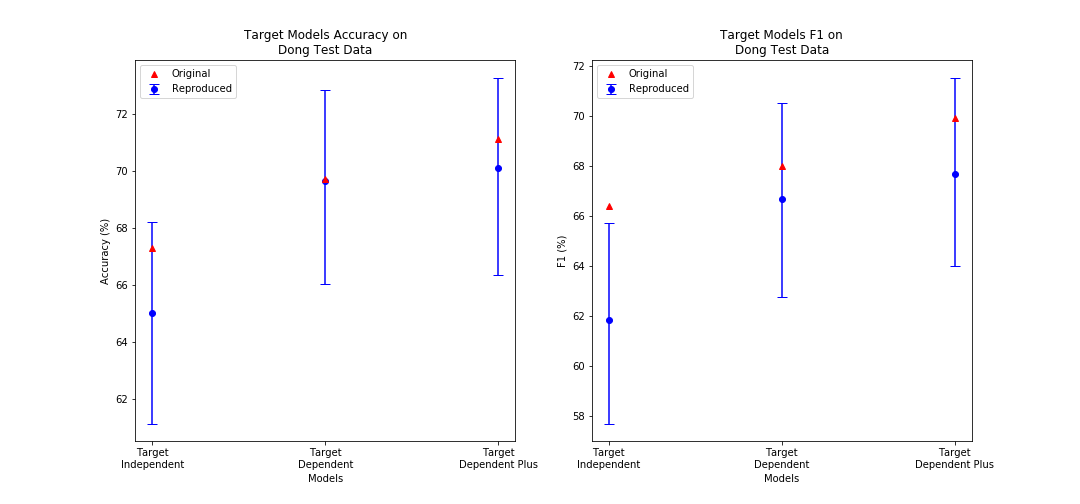 Target Models Accuracy on
Dong Test Data
Original
Reproduced
72
70
68
66
64
62
Accuracy (%)
Target
Independent
Target
Dependent
Target
Dependent Plus
Models
Target Models F1 on
Dong Test Data
Original
Reproduced
72
70
68
66
64
62
60
58
F1 (%)
Target
Independent
Target
Dependent
Target
Dependent Plus
Models